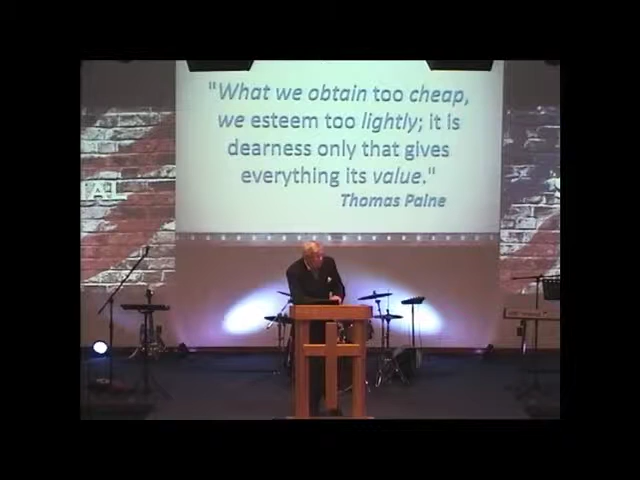 "What we obtain too cheap,
we esteem too lightly; it is
dearness only that gives
everything its value."
Thomas Paine